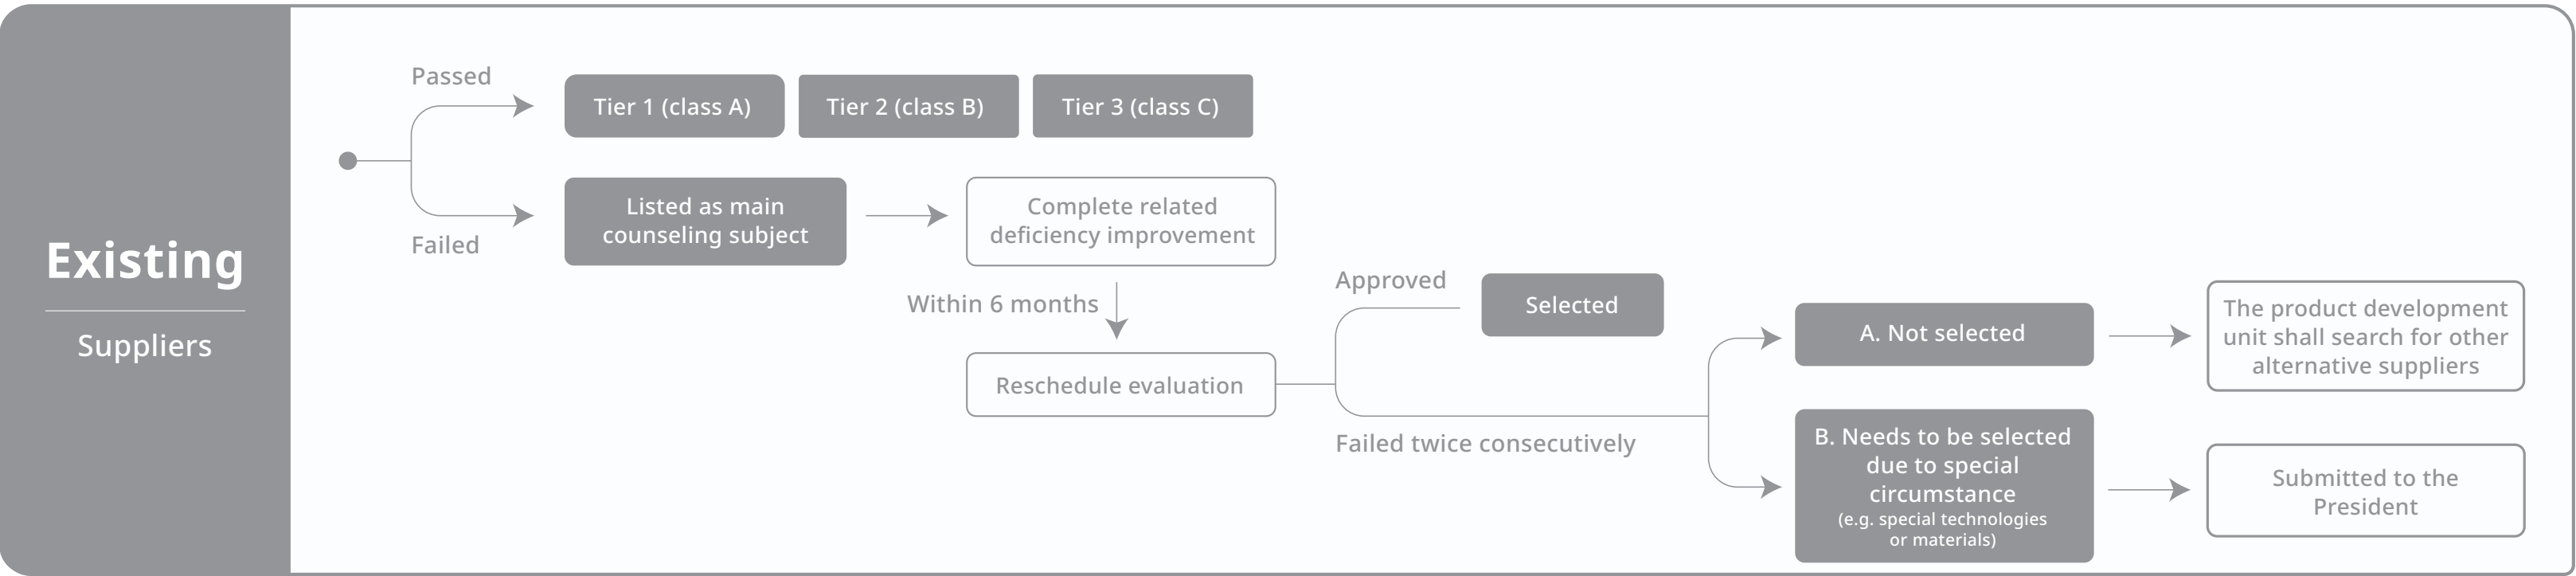 Existing
Suppliers
Passed
Tier 1 (class A)
Tier 2 (class B)
Tier 3 (class C)
Failed
Listed as main
counseling subject
Complete related
deficiency improvement
Within 6 months
Reschedule evaluation
Approved
Selected
Failed twice consecutively
A. Not selected
The product development
unit shall search for other
alternative suppliers
B. Needs to be selected
due to special
circumstance
(e.g. special technologies
or materials)
Submitted to the
President